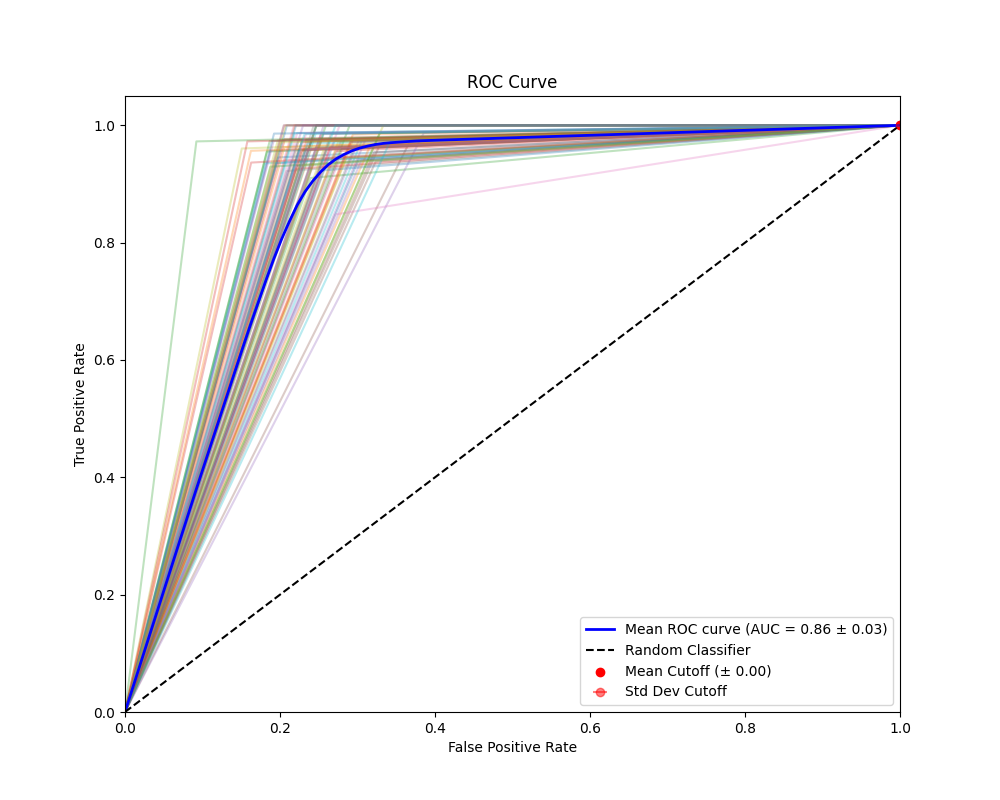 ROC Curve
1.0
0.8
0.6
0.4
0.2
0.0
True Positive Rate
Mean ROC curve (AUC = 0.86 ± 0.03)
Random Classifier
Mean Cutoff (± 0.00)
Std Dev Cutoff
0.0 0.2 0.4 0.6 0.8 1.0
False Positive Rate